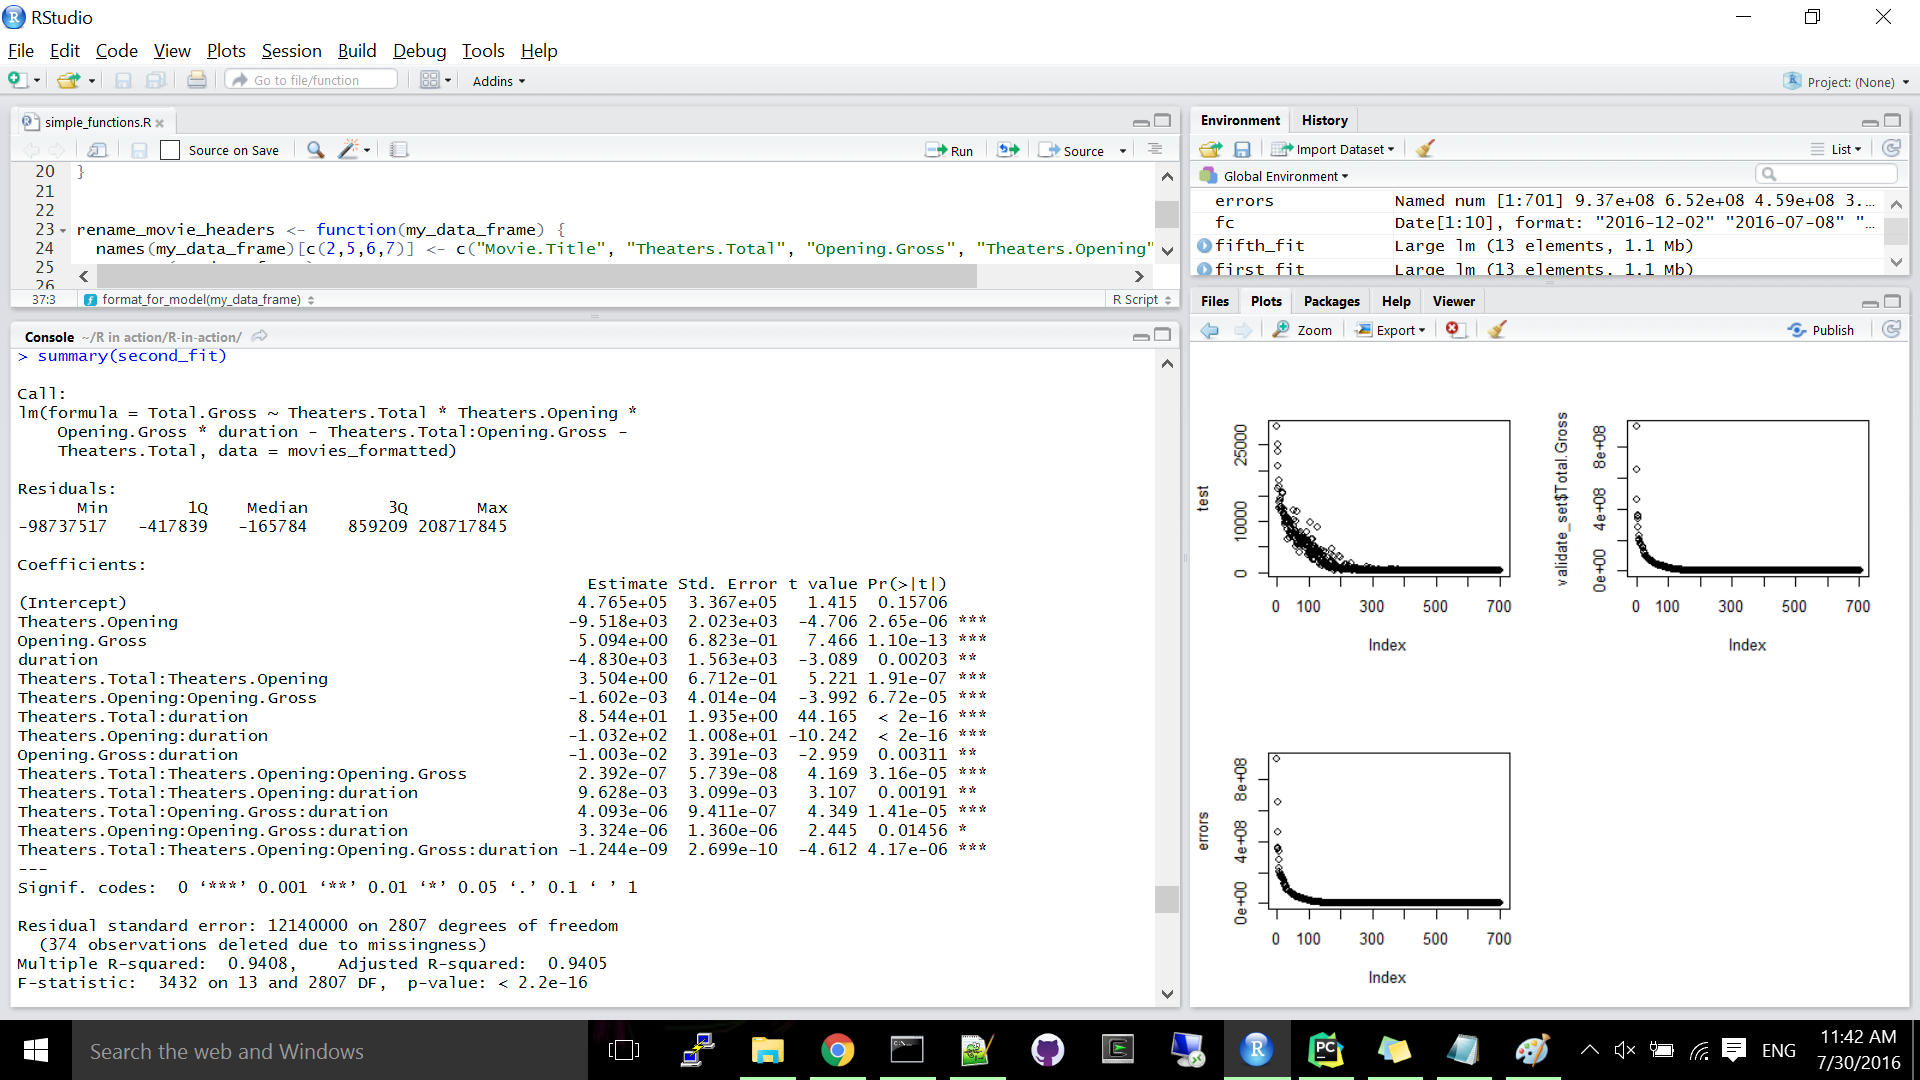 RStudio
File Edit Code View Plots Session Build Debug Tools Help
Go to file/function Addins Project: (None)
simple_functions.R
Source on Save Run Source
20 }
21
22
23 rename_movie_headers <- function(my_data_frame) {
24 names(my_data_frame)[c(2,5,6,7)] <- c("Movie.Title", "Theaters.Total", "Opening.Gross", "Theaters.Opening"
25
26
37:3 format_for_model(my_data_frame) R Script
Console ~/R in action/R-in-action/
> summary(second_fit)
Call:
lm(formula = Total.Gross ~ Theaters.Total * Theaters.Opening *
Opening.Gross * duration - Theaters.Total:Opening.Gross -
Theaters.Total, data = movies_formatted)
Residuals:
Min 1Q Median 3Q Max
-98737517 -417839 -165784 859209 208717845
Coefficients:
Estimate Std. Error t value Pr(>|t|)
(Intercept) 4.765e+05 3.367e+05 1.415 0.15706
Theaters.Opening -9.518e+03 2.023e+03 -4.706 2.65e-06 ***
Opening.Gross 5.094e+00 6.823e-01 7.466 1.10e-13 ***
duration -4.830e+03 1.563e+03 -3.089 0.00203 **
Theaters.Total:Theaters.Opening 3.504e+00 6.712e-01 5.221 1.91e-07 ***
Theaters.Opening:Opening.Gross -1.602e-03 4.014e-04 -3.992 6.72e-05 ***
Theaters.Total:duration 8.544e+01 1.935e+00 44.165 < 2e-16 ***
Theaters.Opening:duration -1.032e+02 1.008e+01 -10.242 < 2e-16 ***
Opening.Gross:duration -1.003e-02 3.391e-03 -2.959 0.00311 **
Theaters.Total:Theaters.Opening:Opening.Gross 2.392e-07 5.739e-08 4.169 3.16e-05 ***
Theaters.Total:Theaters.Opening:duration 9.628e-03 3.099e-03 3.107 0.00191 **
Theaters.Total:Opening.Gross:duration 4.093e-06 9.411e-07 4.349 1.41e-05 ***
Theaters.Opening:Opening.Gross:duration 3.324e-06 1.360e-06 2.445 0.01456 *
Theaters.Total:Theaters.Opening:Opening.Gross:duration -1.244e-09 2.699e-10 -4.612 4.17e-06 ***
---
Signif. codes: 0 ‘***’ 0.001 ‘**’ 0.01 ‘*’ 0.05 ‘.’ 0.1 ‘ ’ 1
Residual standard error: 12140000 on 2807 degrees of freedom
(374 observations deleted due to missingness)
Multiple R-squared: 0.9408, Adjusted R-squared: 0.9405
F-statistic: 3432 on 13 and 2807 DF, p-value: < 2.2e-16
Environment History
Import Dataset List
Global Environment
errors Named num [1:701] 9.37e+08 6.52e+08 4.59e+08 3.…
fc Date[1:10], format: "2016-12-02" "2016-07-08" "…
fifth_fit Large lm (13 elements, 1.1 Mb)
first_fit Large lm (13 elements, 1.1 Mb)
Files Plots Packages Help Viewer
Zoom Export Publish
test
0 10000 25000
0 100 300 500 700
Index
validate_set$Total.Gross
0e+00 4e+08 8e+08
0 100 300 500 700
Index
errors
0e+00 4e+08 8e+08
0 100 300 500 700
Index
Search the web and Windows
PC
ENG
11:42 AM
7/30/2016